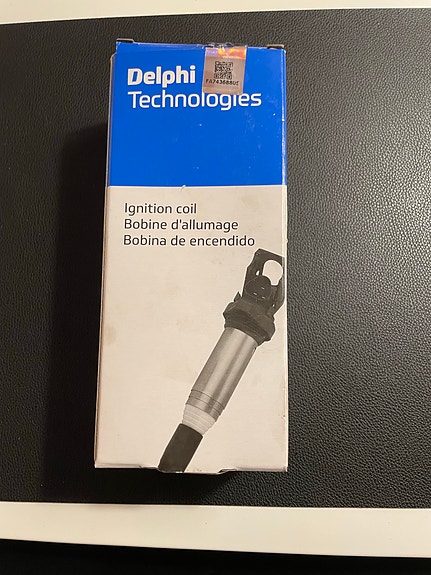 Delphi
Technologies
Ignition coil
Bobine d'allumage
Bobina de encendido